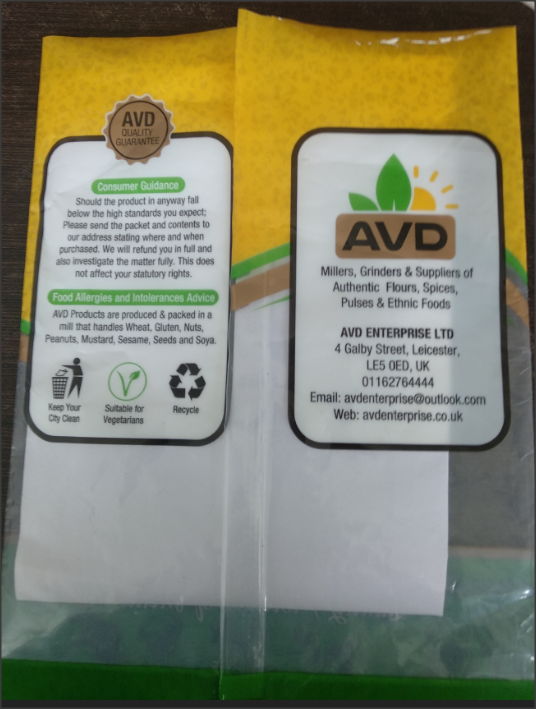 AVD
QUALITY
GUARANTEE
Consumer Guidance
Should the product in anyway fall
below the high standards you expect;
Please send the packet and contents to
our address stating where and when
purchased. We will refund you in full and
also investigate the matter fully. This does
not affect your statutory rights.
Food Allergies and Intolerances Advice
AVD Products are produced & packed in a
mill that handles Wheat, Gluten, Nuts,
Peanuts, Mustard, Sesame, Seeds and Soya.
Keep Your
City Clean
Suitable for
Vegetarians
Recycle
AVD
Millers, Grinders & Suppliers of
Authentic Flours, Spices,
Pulses & Ethnic Foods
AVD ENTERPRISE LTD
4 Galby Street, Leicester,
LE5 0ED, UK
01162764444
Email: avdenterprise@outlook.com
Web: avdenterprise.co.uk